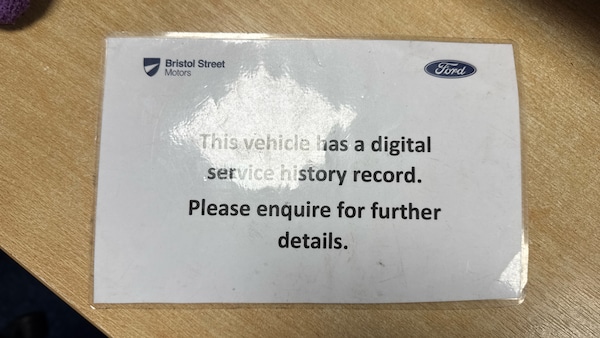 Bristol Street
Motors
Ford
This vehicle has a digital
service history record.
Please enquire for further
details.